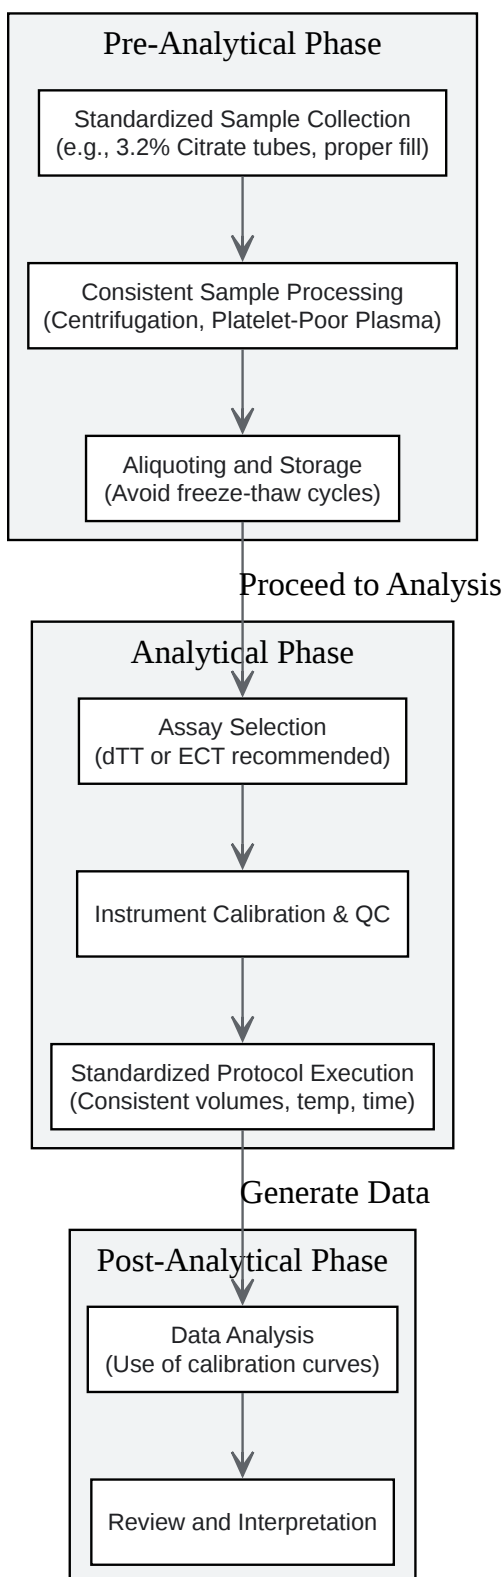 Pre-Analytical Phase
Standardized Sample Collection
(e.g., 3.2% Citrate tubes, proper fill)
Consistent Sample Processing
(Centrifugation, Platelet-Poor Plasma)
Aliquoting and Storage
(Avoid freeze-thaw cycles)
Proceed to Analysis
Analytical Phase
Assay Selection
(dTT or ECT recommended)
Instrument Calibration & QC
Standardized Protocol Execution
(Consistent volumes, temp, time)
Generate Data
Post-Analytical Phase
Data Analysis
(Use of calibration curves)
Review and Interpretation